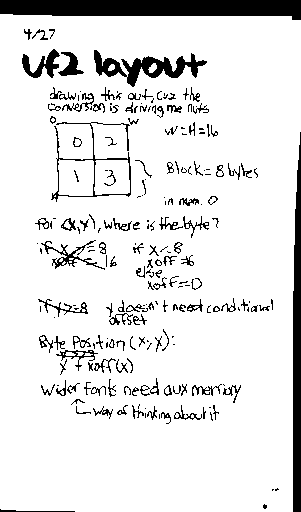 4/27
uf2 layout
drawing this out, cuz the
conversion is driving me nuts
0 W
0 2 W=H=16
1 3 Block = 8 bytes
H
in mem. 0
for (x,y), where is the byte?
if x >= 8 if x < 8
xoff = 16 xoff = 16
else
xoff = 0
if y >= 8 y doesn't need conditional
offset
Byte Position (x,y):
y + xoff(x)
Wider fonts need aux memory
way of thinking about it